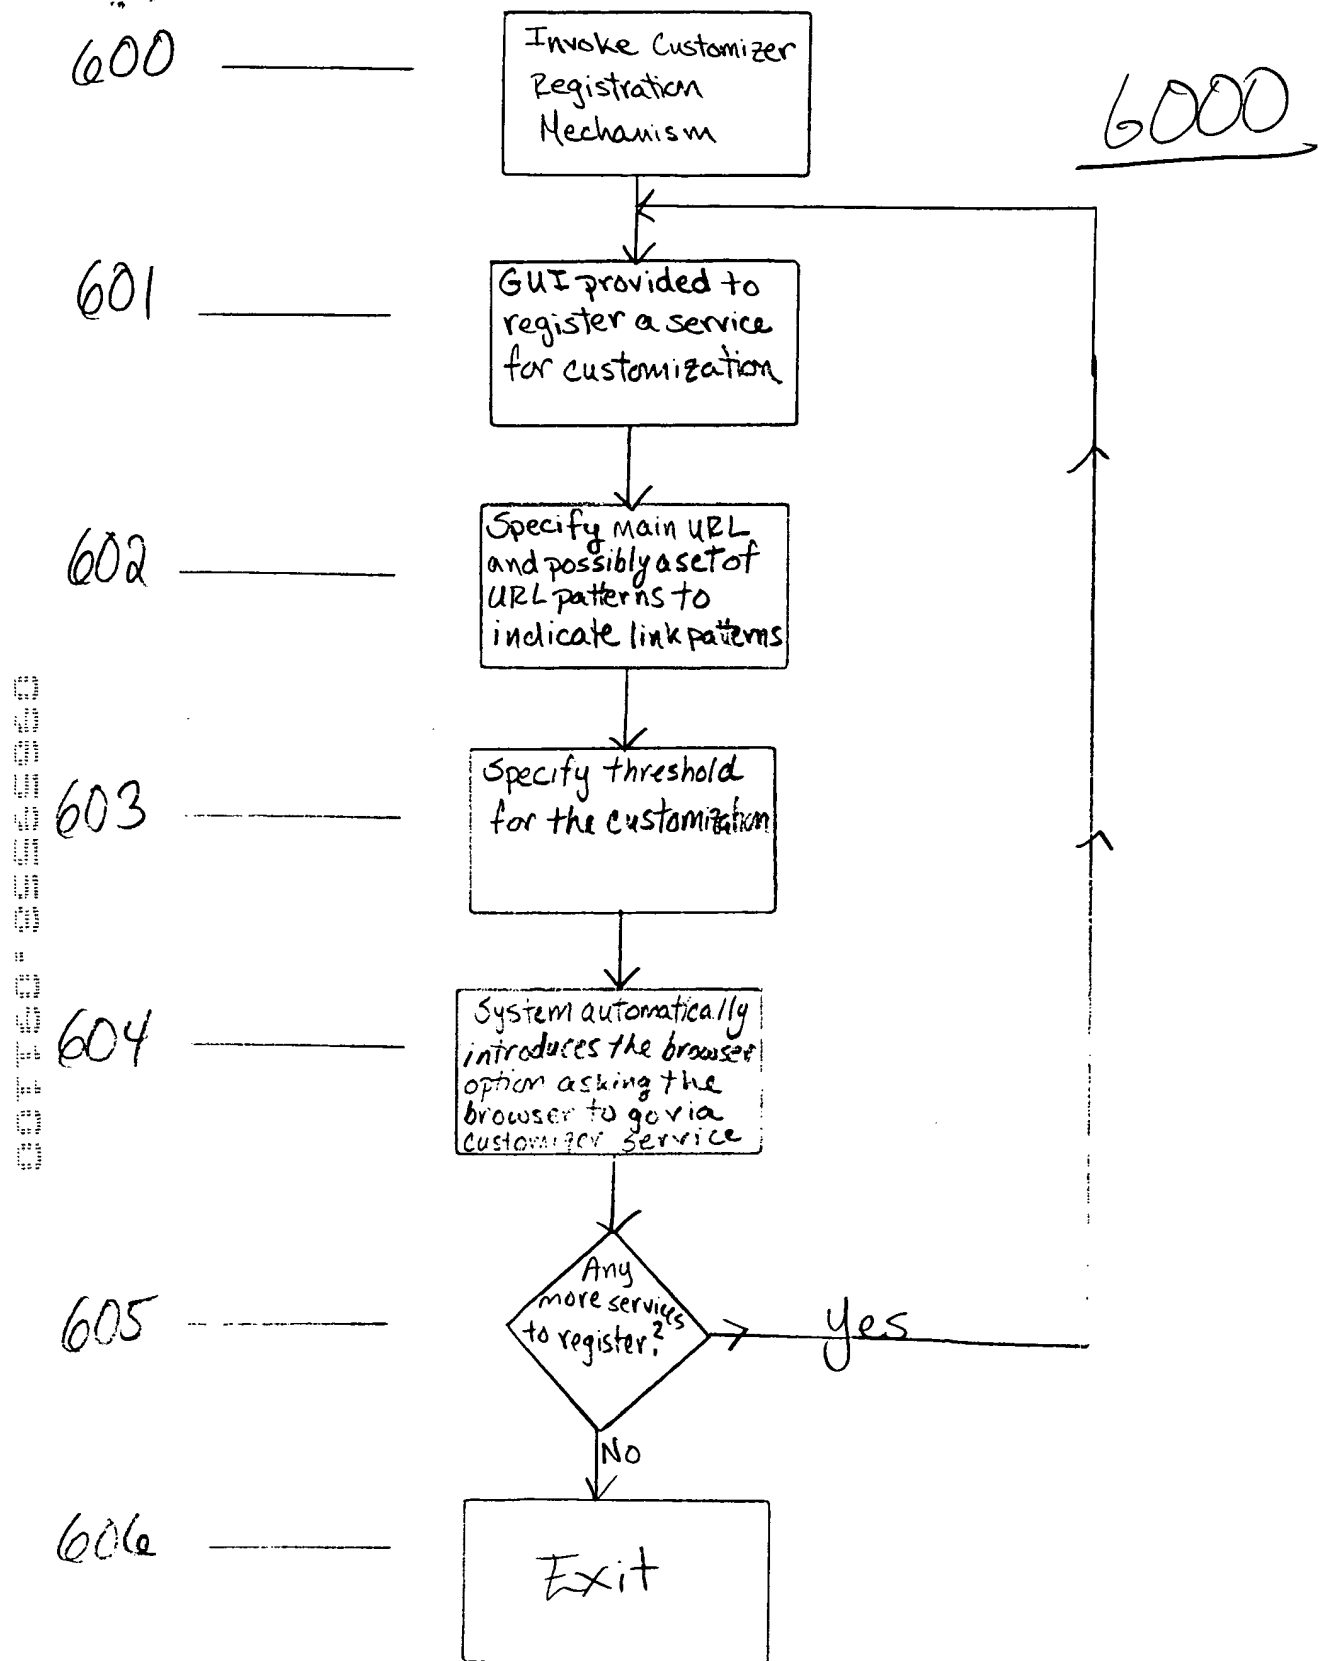 600
Invoke Customizer
Registration
Mechanism
6000
601
GUI provided to
register a service
for customization
602
Specify main URL
and possibly a set of
URL patterns to
indicate link patterns
603
Specify threshold
for the customization
604
System automatically
introduces the browser
option asking the
browser to go via
customizer service
605
Any
more services
to register?
Yes
No
606
Exit